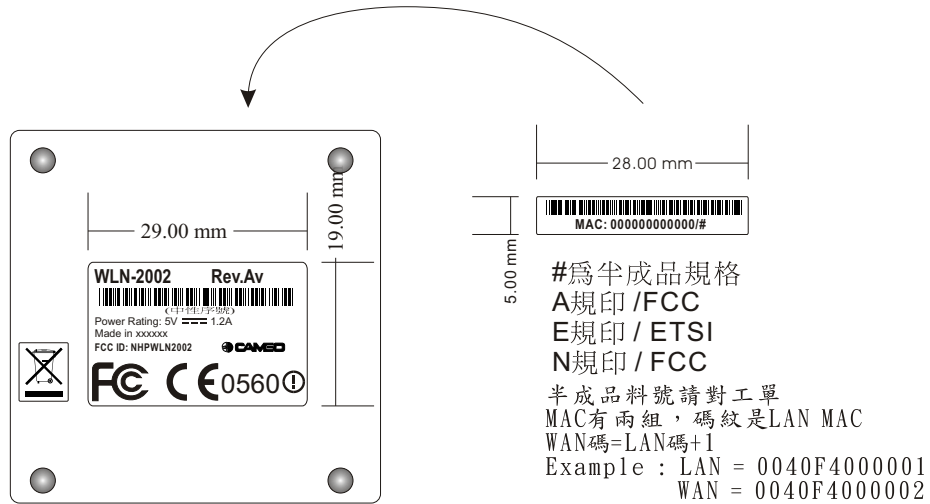 28.00 mm
29.00 mm
19.00 mm
5.00 mm
MAC: 000000000000/#
WLN-2002 Rev.Av
(中性序號)
Power Rating: 5V 1.2A
Made in xxxxxx
FCC ID: NHPWLN2002 CAMEO
FC CE 0560
#為半成品規格
A規印 /FCC
E規印 / ETSI
N規印 / FCC
半成品料號請對工單
MAC有兩組，碼紋是LAN MAC
WAN碼=LAN碼+1
Example : LAN = 0040F4000001
WAN = 0040F4000002